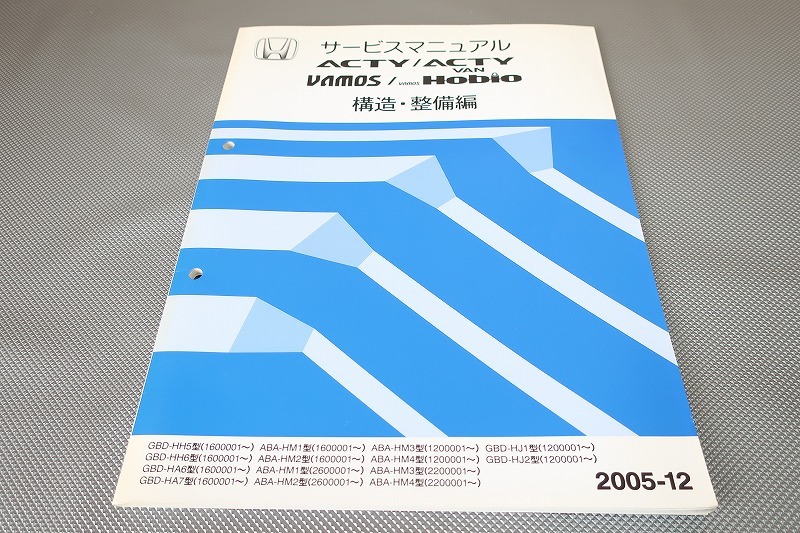 サービスマニュアル
ACTY/ACTY
VAN
VAMOS/VAMOS Hobio
構造・整備編
GBD-HH5型(1600001～) ABA-HM1型(1600001～) ABA-HM3型(1200001～) GBD-HJ1型(1200001～)
GBD-HH6型(1600001～) ABA-HM2型(1600001～) ABA-HM4型(1200001～) GBD-HJ2型(1200001～)
GBD-HA6型(1600001～) ABA-HM1型(2600001～) ABA-HM3型(2200001～)
GBD-HA7型(1600001～) ABA-HM2型(2600001～) ABA-HM4型(2200001～)
2005-12